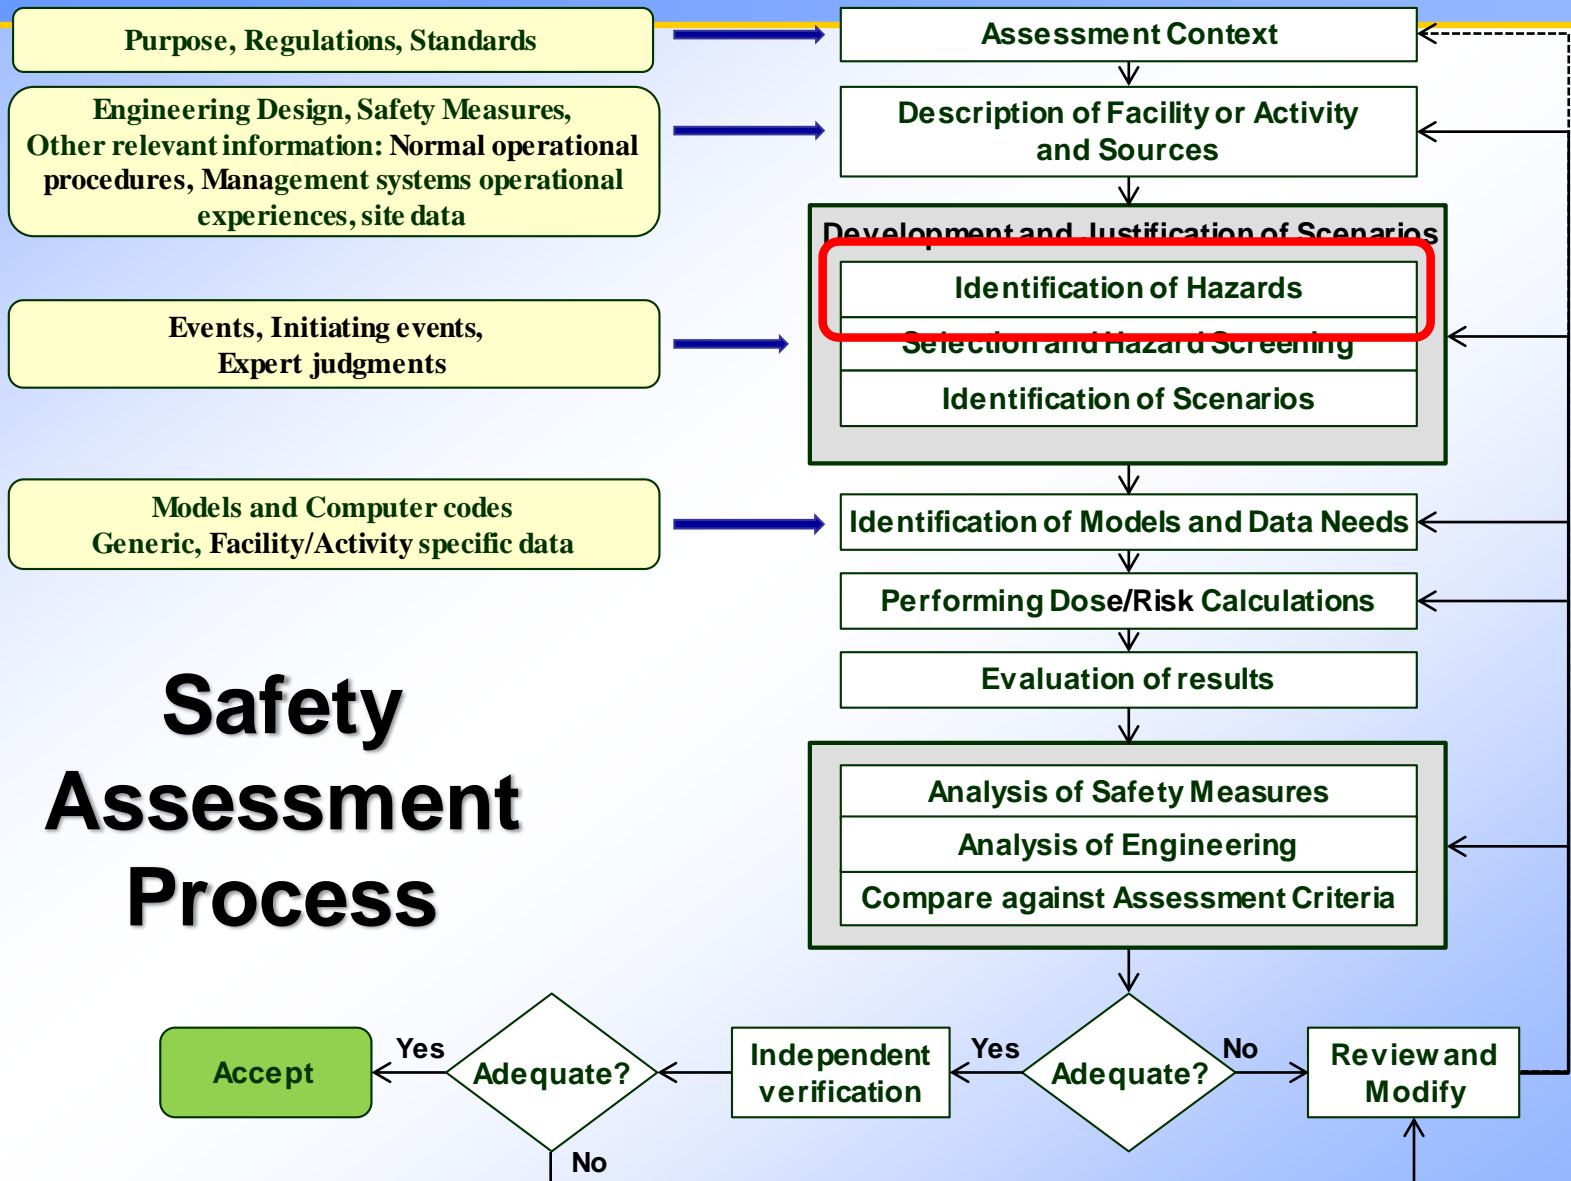 Purpose, Regulations, Standards
Assessment Context
Engineering Design, Safety Measures,
Other relevant information: Normal operational
procedures, Management systems operational
experiences, site data
Description of Facility or Activity
and Sources
Development and Justification of Scenarios
Identification of Hazards
Selection and Hazard Screening
Identification of Scenarios
Events, Initiating events,
Expert judgments
Models and Computer codes
Generic, Facility/Activity specific data
Identification of Models and Data Needs
Performing Dose/Risk Calculations
Evaluation of results
Safety
Assessment
Process
Analysis of Safety Measures
Analysis of Engineering
Compare against Assessment Criteria
Accept
Yes
Adequate?
No
Independent
verification
Yes
Adequate?
No
Review and
Modify